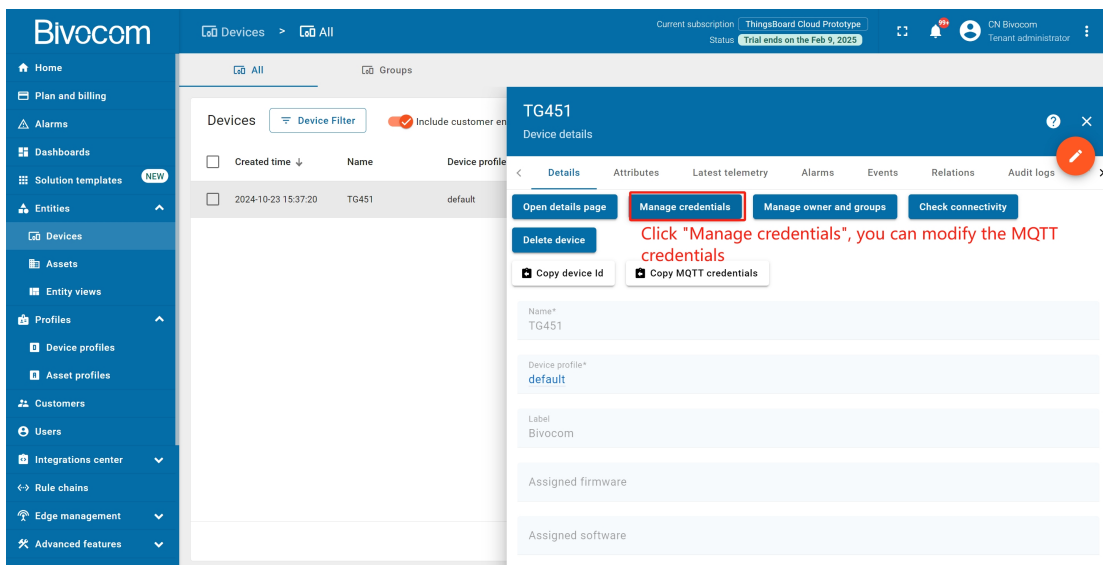 Bivocom
Devices > All
Current subscription ThingsBoard Cloud Prototype
Status Trial ends on the Feb 9, 2025
99+
CN Bivocom
Tenant administrator
Home
Plan and billing
Alarms
Dashboards
Solution templates NEW
Entities
Devices
Assets
Entity views
Profiles
Device profiles
Asset profiles
Customers
Users
Integrations center
Rule chains
Edge management
Advanced features
All Groups
Devices Device Filter Include customer en
Created time Name Device profile
2024-10-23 15:37:20 TG451 default
TG451
Device details
Details Attributes Latest telemetry Alarms Events Relations Audit logs
Open details page Manage credentials Manage owner and groups Check connectivity
Delete device
Click "Manage credentials", you can modify the MQTT
credentials
Copy device Id Copy MQTT credentials
Name*
TG451
Device profile*
default
Label
Bivocom
Assigned firmware
Assigned software